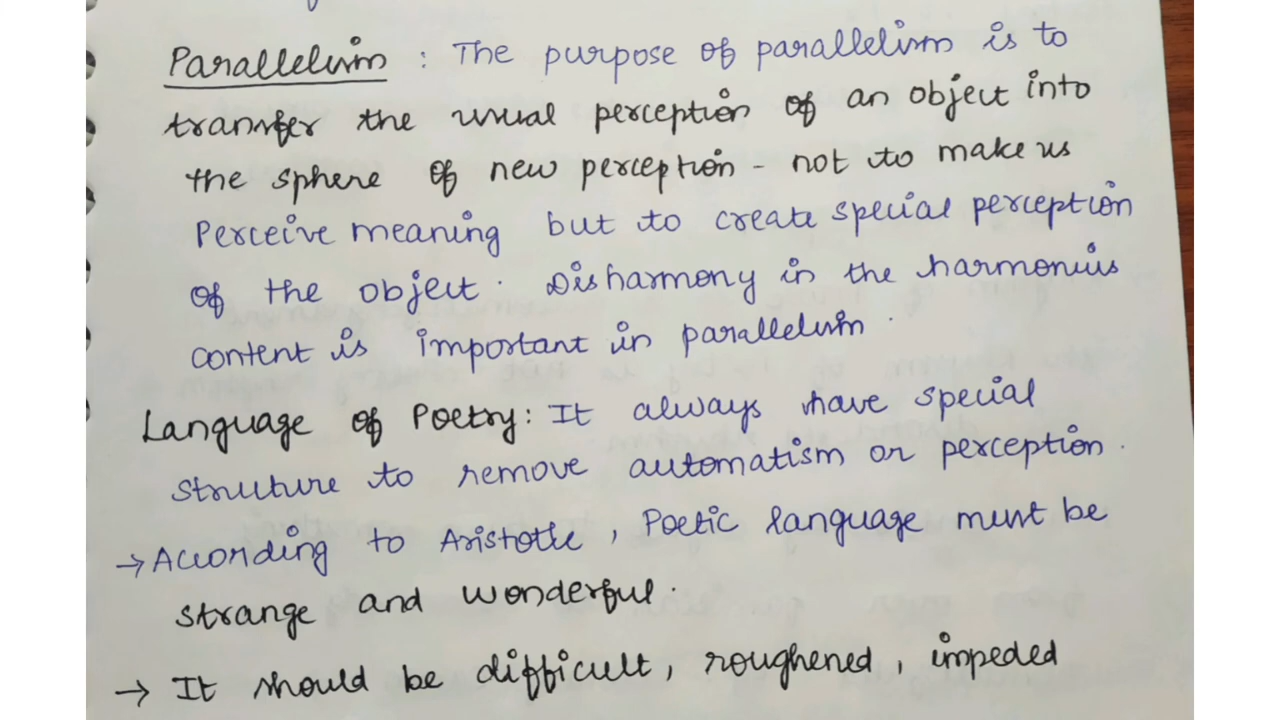 Parallelism : The purpose of parallelism is to
transfer the usual perception of an object into
the sphere of new perception - not to make us
Perceive meaning but to create special perception
of the object. Disharmony in the harmonius
content is important in parallelism.
Language of Poetry: It always have special
struture to remove automatism or perception.
→ According to Aristotle, Poetic language must be
strange and wonderful.
→ It should be difficult, roughened, impeded